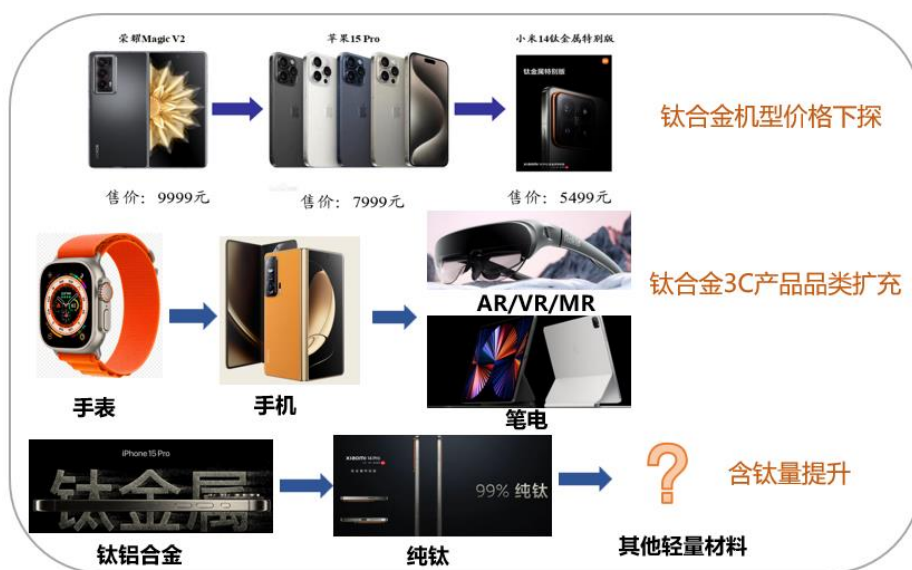 荣耀Magic V2
苹果15 Pro
小米14钛金属特别版
钛金属特别版
钛合金机型价格下探
售价：9999元
售价：7999元
售价：5499元
钛合金3C产品品类扩充
AR/VR/MR
手表
手机
笔电
iPhone 15 Pro
钛金属
99% 纯钛
?
含钛量提升
钛铝合金
纯钛
其他轻量材料